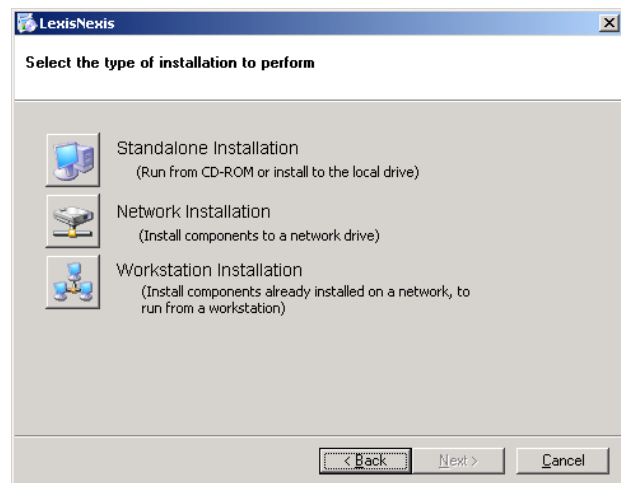 LexisNexis
Select the type of installation to perform
Standalone Installation
(Run from CD-ROM or install to the local drive)
Network Installation
(Install components to a network drive)
Workstation Installation
(Install components already installed on a network, to
run from a workstation)
< Back Next > Cancel